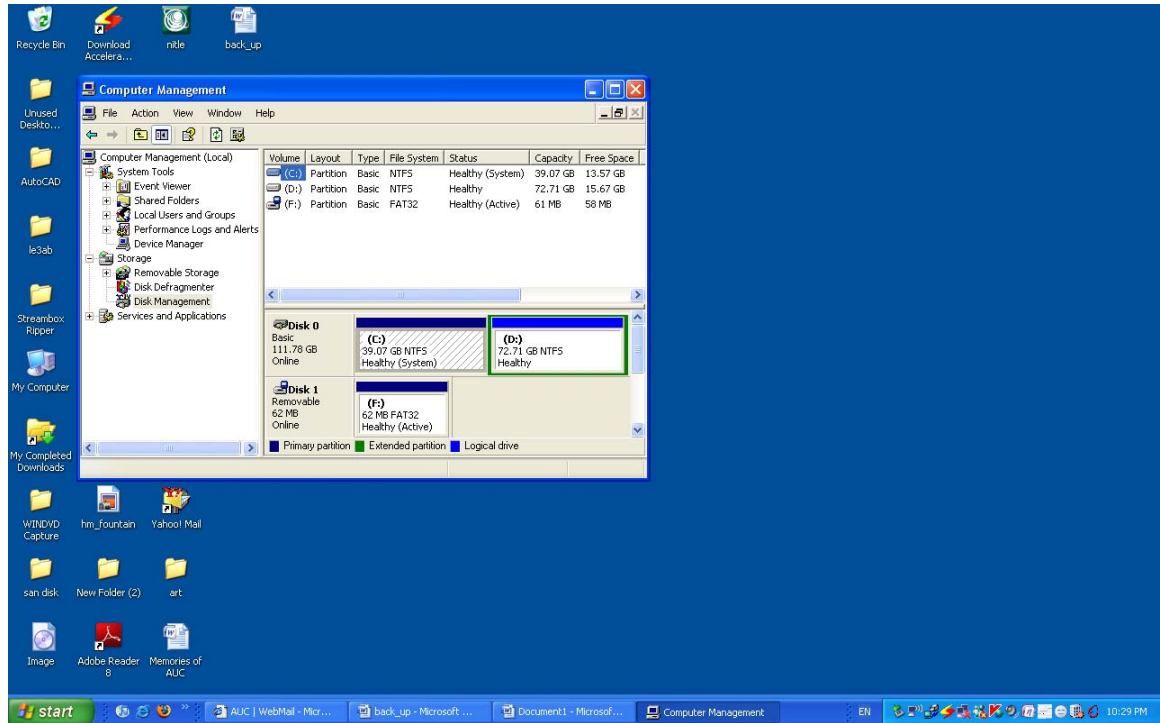 Recycle Bin
Download Accelera...
nitle
back_up
Unused Deskto...
AutoCAD
le3ab
Streambox Ripper
My Computer
My Completed Downloads
WINDVD Capture
hm_fountain
Yahoo! Mail
san disk
New Folder (2)
art
Image
Adobe Reader 8
Memories of AUC
Computer Management
File Action View Window Help
Computer Management (Local)
System Tools
Event Viewer
Shared Folders
Local Users and Groups
Performance Logs and Alerts
Device Manager
Storage
Removable Storage
Disk Defragmenter
Disk Management
Services and Applications
Volume Layout Type File System Status Capacity Free Space
(C:) Partition Basic NTFS Healthy (System) 39.07 GB 13.57 GB
(D:) Partition Basic NTFS Healthy 72.71 GB 15.67 GB
(F:) Partition Basic FAT32 Healthy (Active) 61 MB 58 MB
Disk 0
Basic
111.78 GB
Online
(C:)
39.07 GB NTFS
Healthy (System)
(D:)
72.71 GB NTFS
Healthy
Disk 1
Removable
62 MB
Online
(F:)
62 MB FAT32
Healthy (Active)
Primary partition Extended partition Logical drive
start
AUC | WebMail - Micr...
back_up - Microsoft ...
Document1 - Microsof...
Computer Management
EN
10:29 PM